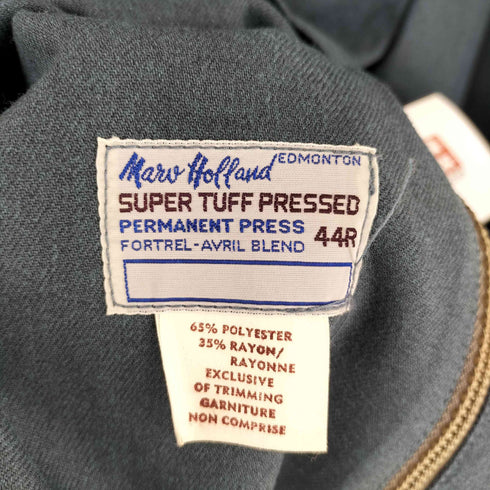 Marv Holland EDMONTON
SUPER TUFF PRESSED
PERMANENT PRESS 44R
FORTREL-AVRIL BLEND
65% POLYESTER
35% RAYON/
RAYONNE
EXCLUSIVE
OF TRIMMING
GARNITURE
NON COMPRISE